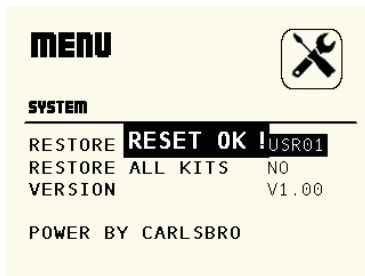 MENU
SYSTEM
RESTORE RESET OK ! USR01
RESTORE ALL KITS NO
VERSION V1.00
POWER BY CARLSBRO